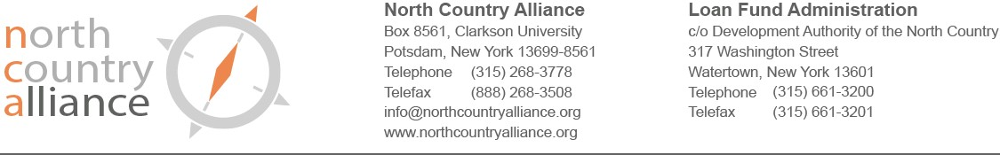 north
country
alliance
North Country Alliance
Box 8561, Clarkson University
Potsdam, New York 13699-8561
Telephone (315) 268-3778
Telefax (888) 268-3508
info@northcountryalliance.org
www.northcountryalliance.org
Loan Fund Administration
c/o Development Authority of the North Country
317 Washington Street
Watertown, New York 13601
Telephone (315) 661-3200
Telefax (315) 661-3201